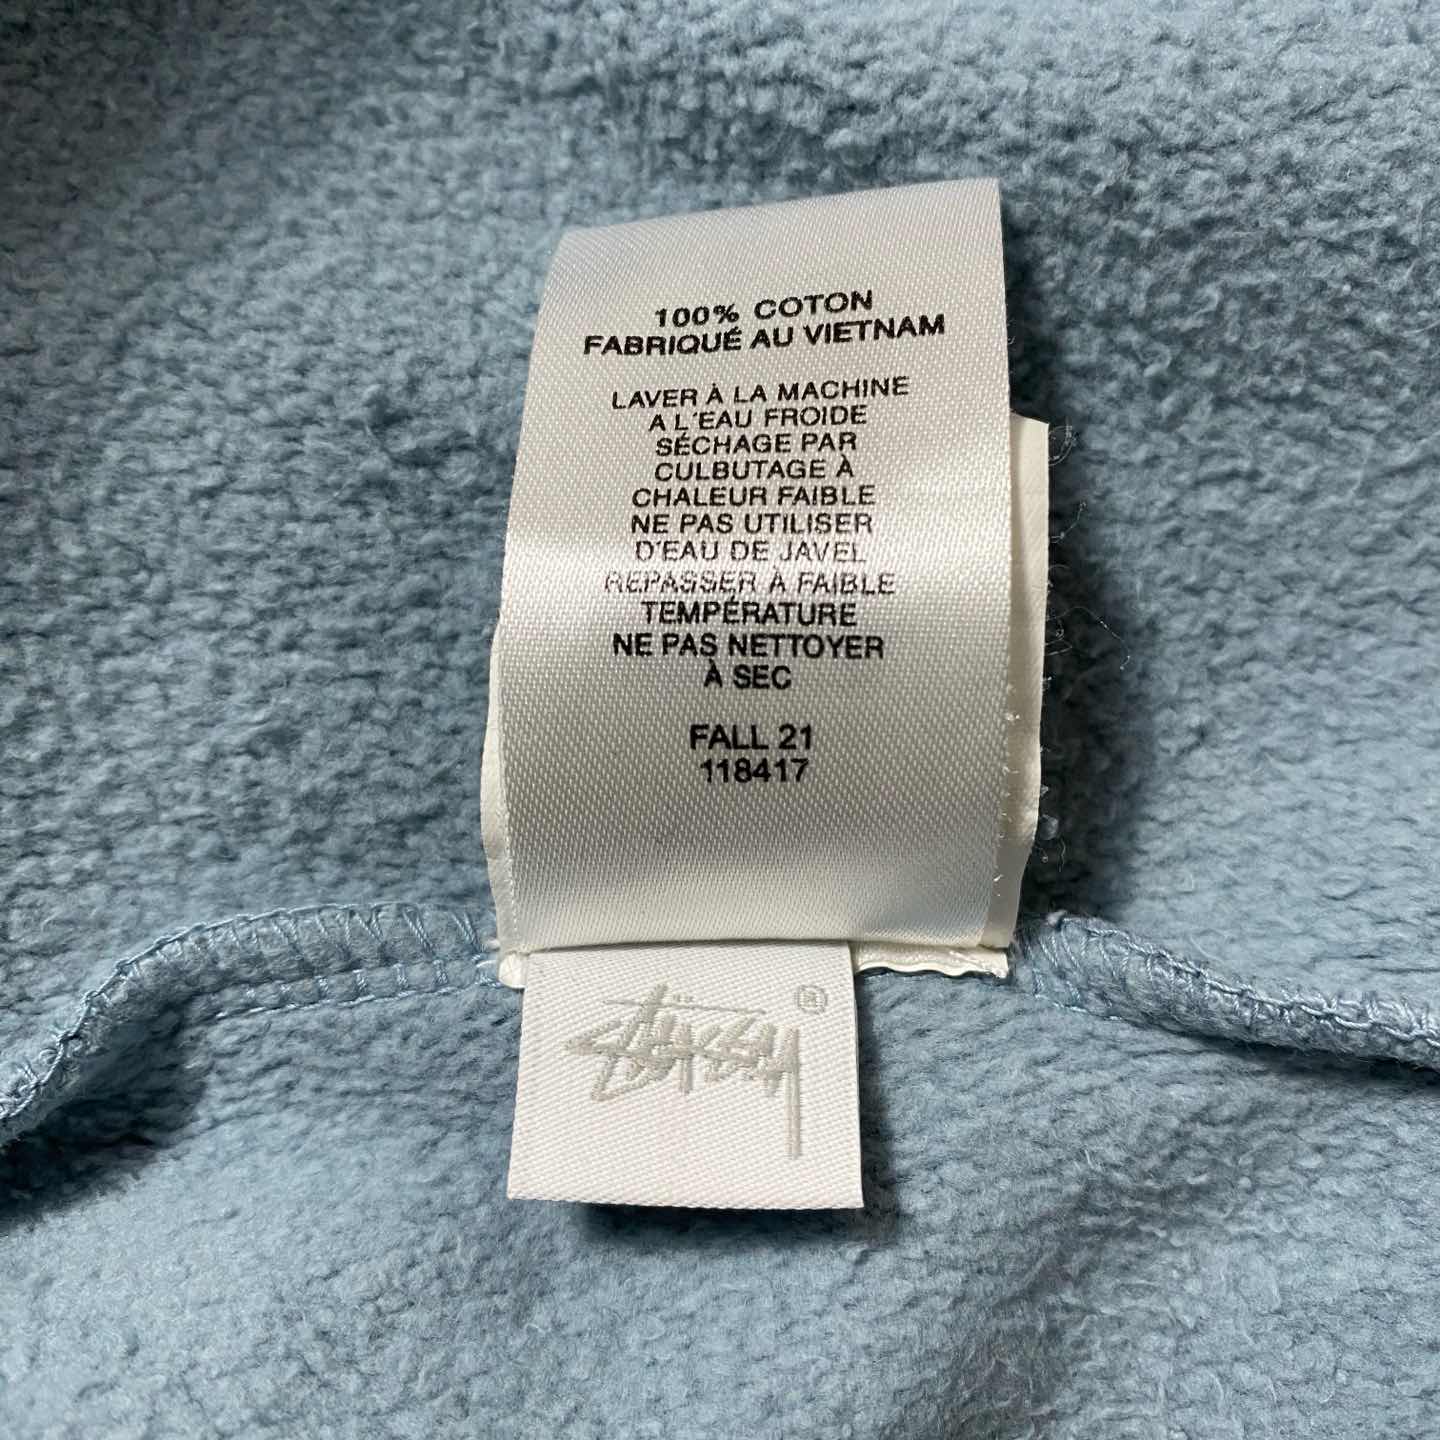 100% COTON
FABRIQUÉ AU VIETNAM
LAVER À LA MACHINE
A L'EAU FROIDE
SÉCHAGE PAR
CULBUTAGE À
CHALEUR FAIBLE
NE PAS UTILISER
D'EAU DE JAVEL
REPASSER À FAIBLE
TEMPÉRATURE
NE PAS NETTOYER
À SEC
FALL 21
118417
Stüssy ®